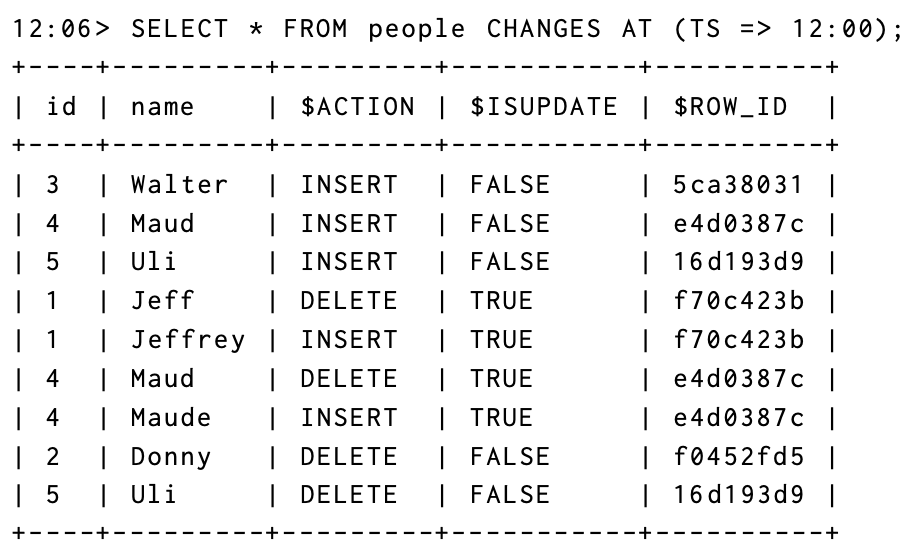 12:06> SELECT * FROM people CHANGES AT (TS => 12:00);
+----+---------+---------+-----------+----------+
| id | name    | $ACTION | $ISUPDATE | $ROW_ID  |
+----+---------+---------+-----------+----------+
| 3  | Walter  | INSERT  | FALSE     | 5ca38031 |
| 4  | Maud    | INSERT  | FALSE     | e4d0387c |
| 5  | Uli     | INSERT  | FALSE     | 16d193d9 |
| 1  | Jeff    | DELETE  | TRUE      | f70c423b |
| 1  | Jeffrey | INSERT  | TRUE      | f70c423b |
| 4  | Maud    | DELETE  | TRUE      | e4d0387c |
| 4  | Maude   | INSERT  | TRUE      | e4d0387c |
| 2  | Donny   | DELETE  | FALSE     | f0452fd5 |
| 5  | Uli     | DELETE  | FALSE     | 16d193d9 |
+----+---------+---------+-----------+----------+